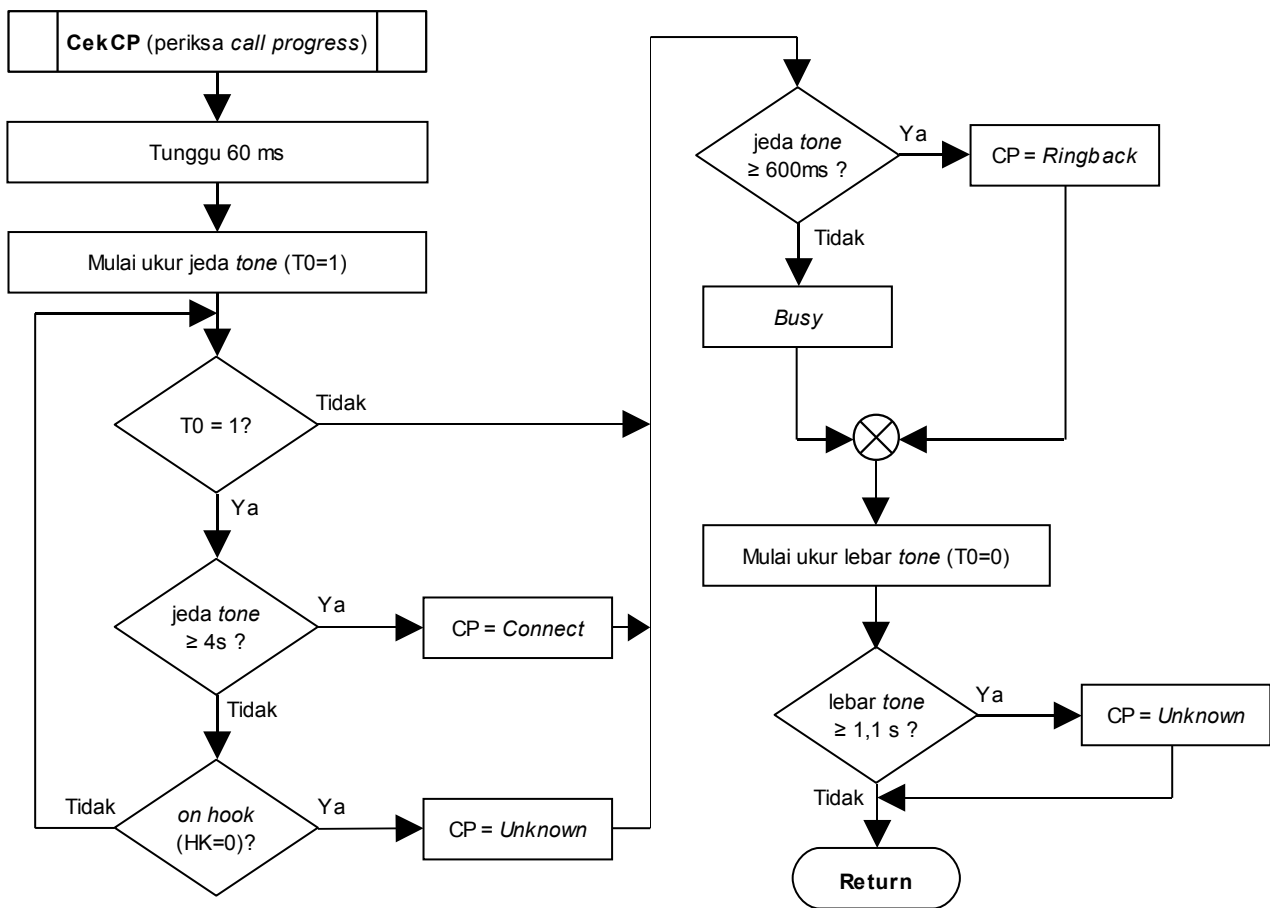 CekCP (periksa call progress)
Tunggu 60 ms
Mulai ukur jeda tone (T0=1)
T0 = 1?
Tidak
Ya
jeda tone
≥ 4s ?
Ya
CP = Connect
Tidak
on hook
(HK=0)?
Tidak
Ya
CP = Unknown
jeda tone
≥ 600ms ?
Ya
CP = Ringback
Tidak
Busy
Mulai ukur lebar tone (T0=0)
lebar tone
≥ 1,1 s ?
Ya
CP = Unknown
Tidak
Return